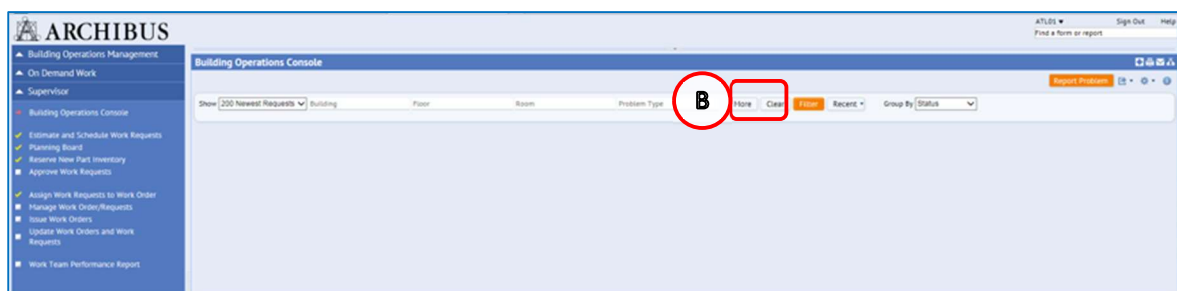 ARCHIBUS
ATL01 Sign Out Help
Find a form or report
Building Operations Management
On Demand Work
Supervisor
Building Operations Console
Estimate and Schedule Work Requests
Planning Board
Reserve New Part Inventory
Approve Work Requests
Assign Work Requests to Work Order
Manage Work Order/Requests
Issue Work Orders
Update Work Orders and Work
Requests
Work Team Performance Report
Building Operations Console
Report Problem
Show 200 Newest Requests Building Floor Room Problem Type B More Clear Filter Recent Group By Status